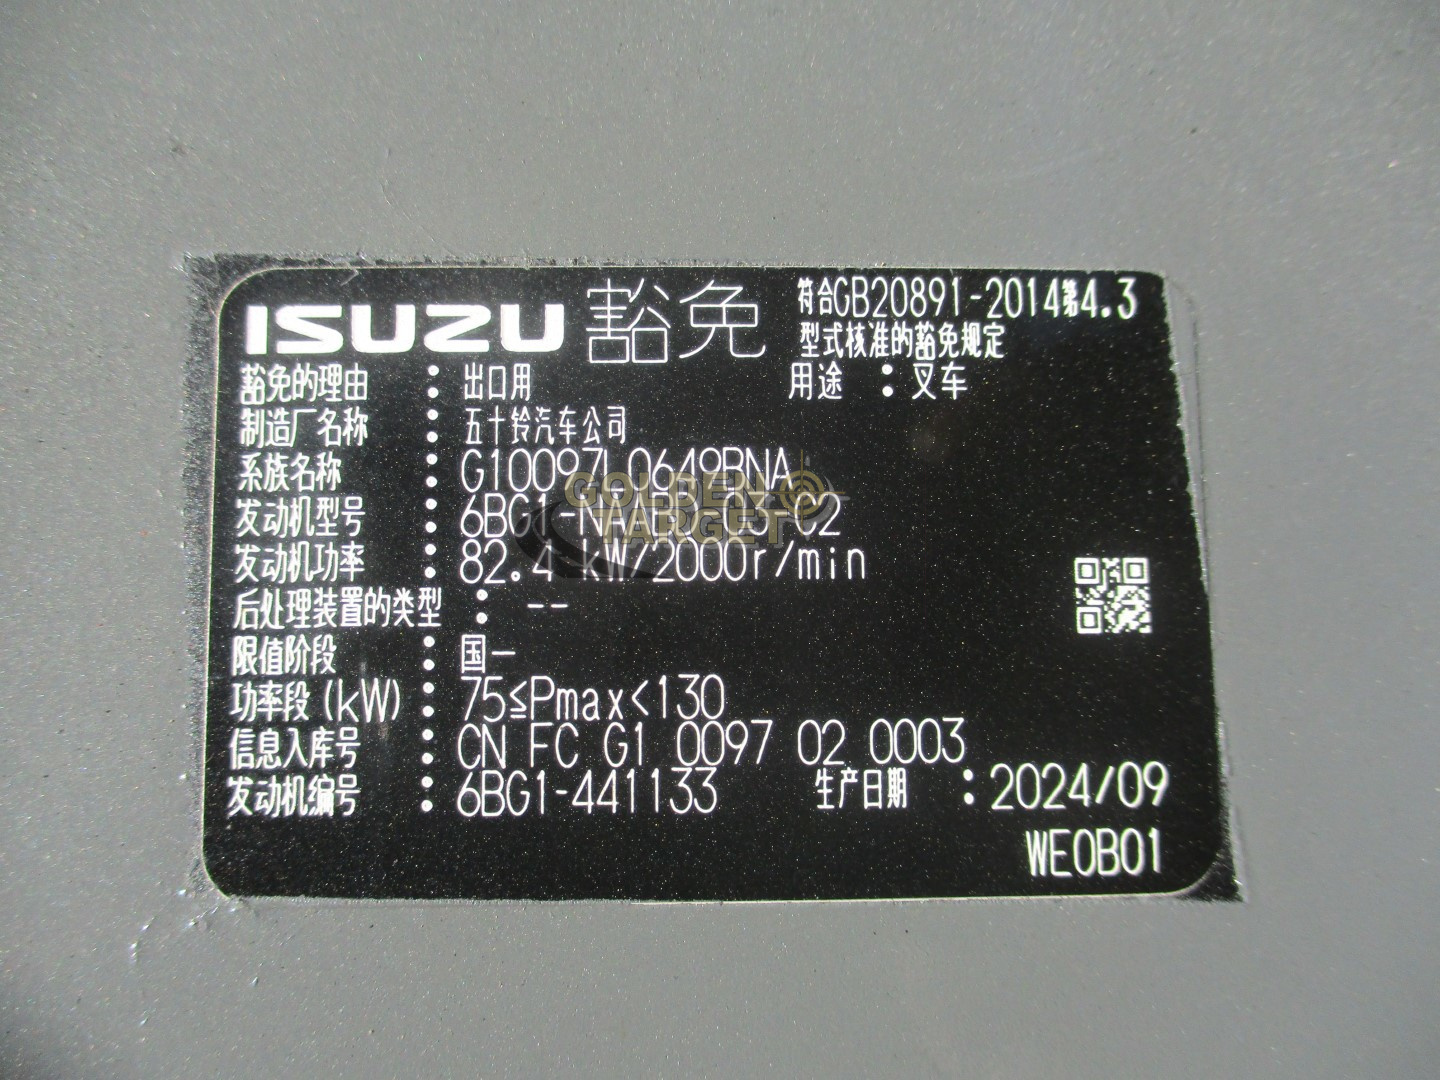 ISUZU 豁免 符合GB20891-2014第4.3
型式核准的豁免规定
豁免的理由 : 出口用 用途 : 叉车
制造厂名称 : 五十铃汽车公司
系族名称 : G10097L0649BNA
发动机型号 : 6BG1-NAABD-03-C2
发动机功率 : 82.4 kW/2000r/min
后处理装置的类型 : --
限值阶段 : 国一
功率段(kW) : 75≦Pmax<130
信息入库号 : CN FC G1 0097 02 0003
发动机编号 : 6BG1-441133 生产日期 : 2024/09
WE0B01
GOLDEN
TARGET